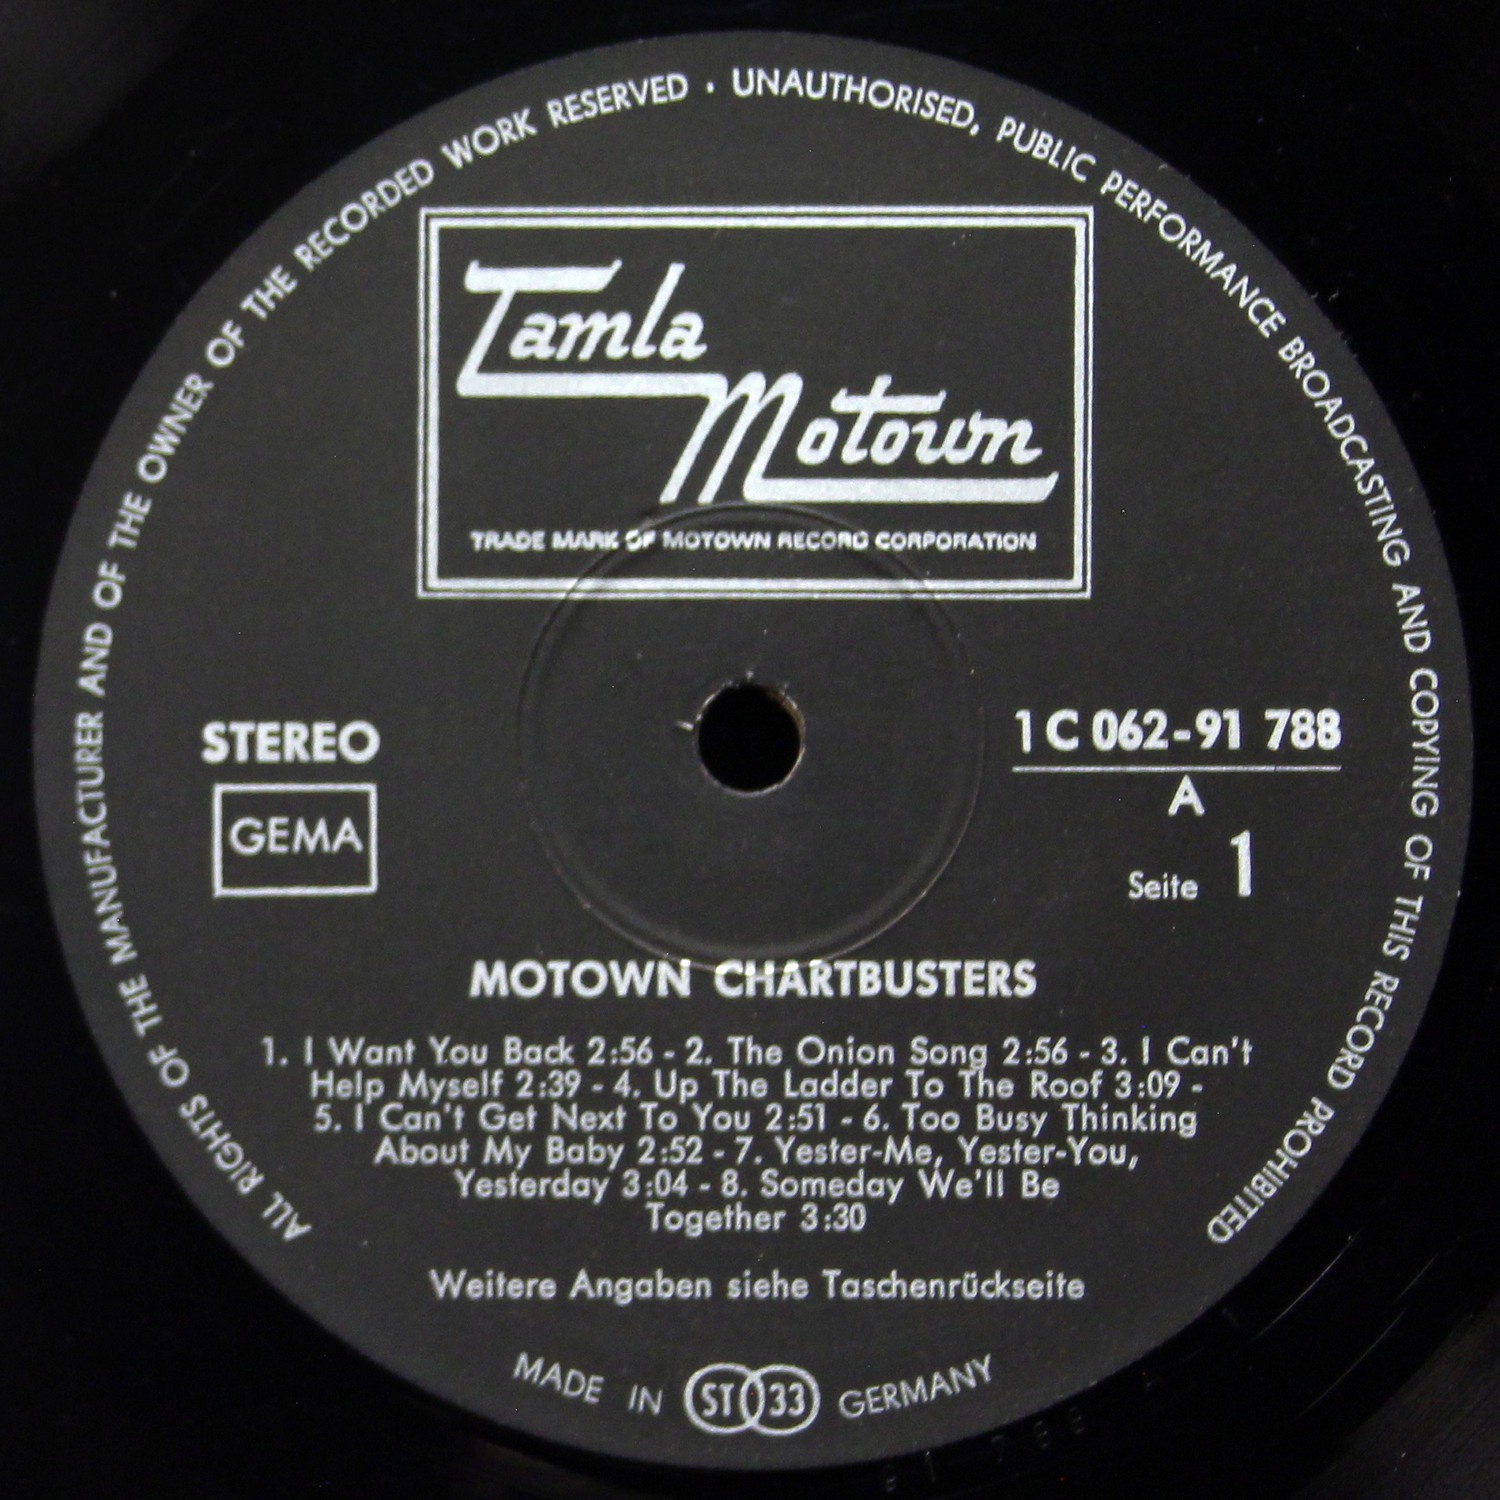 ALL RIGHTS OF THE MANUFACTURER AND OF THE OWNER OF THE RECORDED WORK RESERVED · UNAUTHORISED, PUBLIC PERFORMANCE BROADCASTING AND COPYING OF THIS RECORD PROHIBITED
Tamla
Motown
TRADE MARK OF MOTOWN RECORD CORPORATION
STEREO
GEMA
1 C 062-91 788
A
Seite 1
MOTOWN CHARTBUSTERS
1. I Want You Back 2:56 - 2. The Onion Song 2:56 - 3. I Can't
Help Myself 2:39 - 4. Up The Ladder To The Roof 3:09 -
5. I Can't Get Next To You 2:51 - 6. Too Busy Thinking
About My Baby 2:52 - 7. Yester-Me, Yester-You,
Yesterday 3:04 - 8. Someday We'll Be
Together 3:30
Weitere Angaben siehe Taschenrückseite
MADE IN ST 33 GERMANY